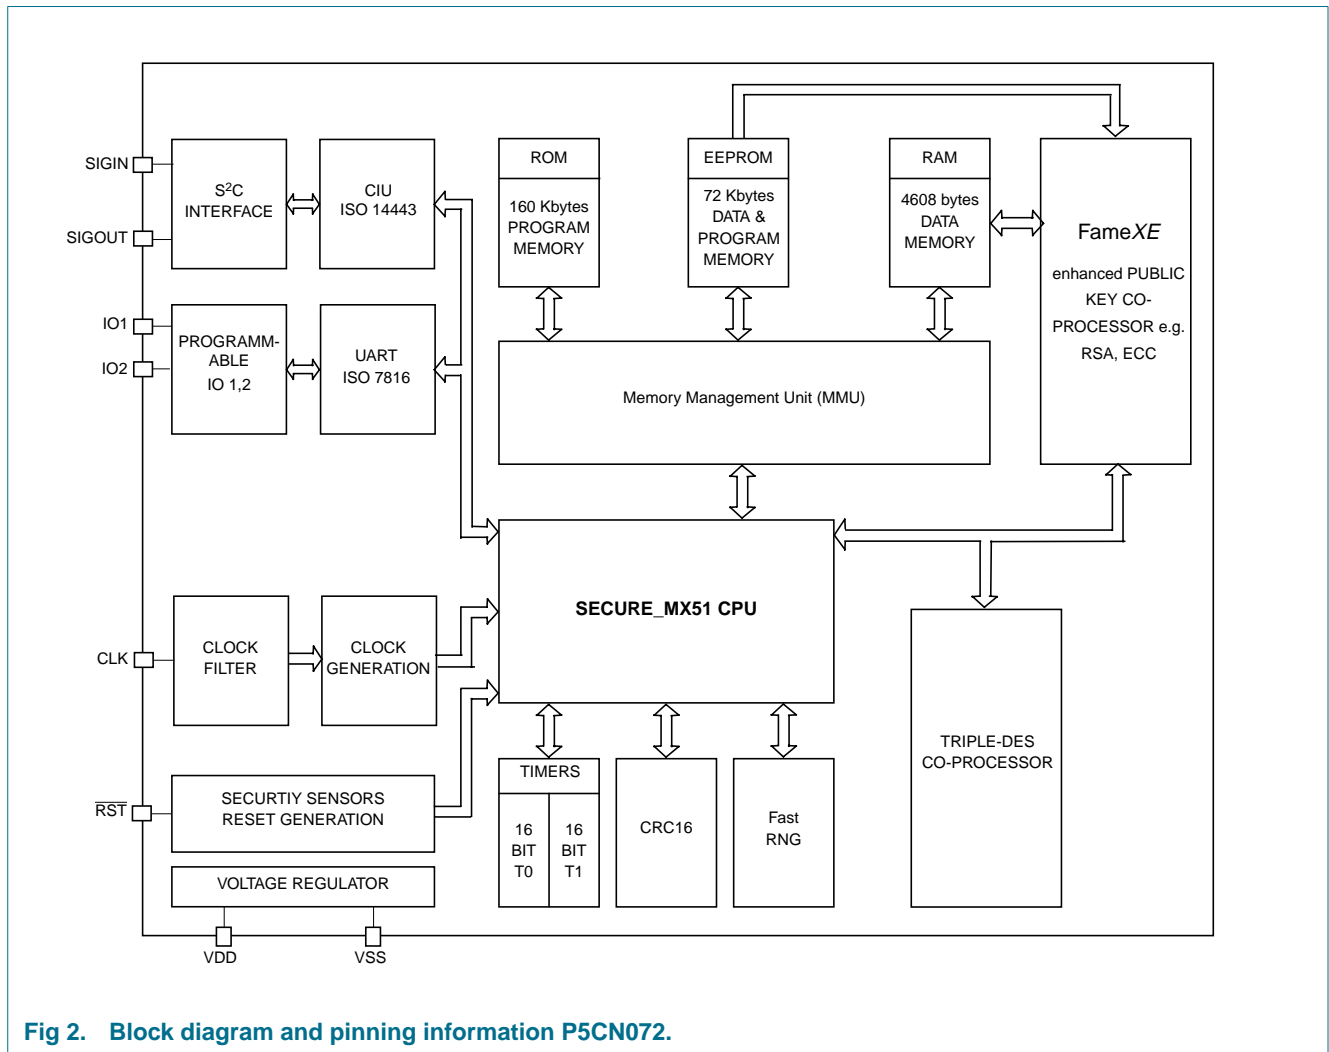 SIGIN
SIGOUT
S²C
INTERFACE
CIU
ISO 14443
ROM
160 Kbytes
PROGRAM
MEMORY
EEPROM
72 Kbytes
DATA &
PROGRAM
MEMORY
RAM
4608 bytes
DATA
MEMORY
FameXE
enhanced PUBLIC
KEY CO-
PROCESSOR e.g.
RSA, ECC
IO1
IO2
PROGRAMM-
ABLE
IO 1,2
UART
ISO 7816
Memory Management Unit (MMU)
SECURE_MX51 CPU
CLK
CLOCK
FILTER
CLOCK
GENERATION
RST
SECURTIY SENSORS
RESET GENERATION
VOLTAGE REGULATOR
VDD
VSS
TIMERS
16
BIT
T0
16
BIT
T1
CRC16
Fast
RNG
TRIPLE-DES
CO-PROCESSOR
Fig 2. Block diagram and pinning information P5CN072.